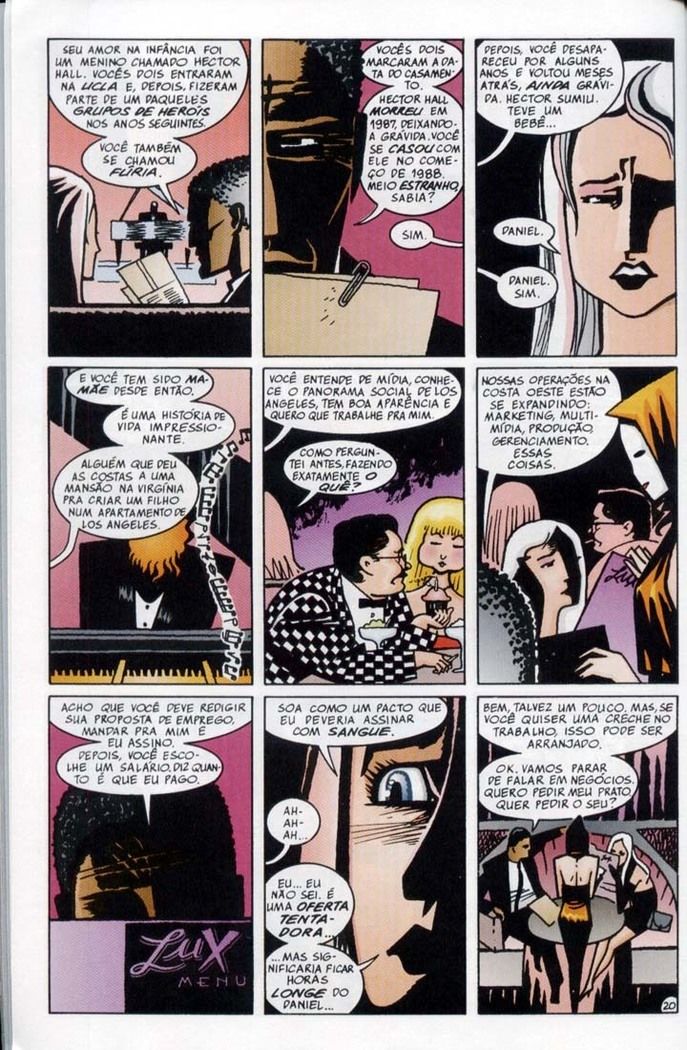 SEU AMOR NA INFÂNCIA FOI
UM MENINO CHAMADO HECTOR
HALL. VOCÊS DOIS ENTRARAM
NA UCLA E, DEPOIS, FIZERAM
PARTE DE UM DAQUELES
GRUPOS DE HERÓIS
NOS ANOS SEGUINTES.
VOCÊ TAMBÉM
SE CHAMOU
FÚRIA.
VOCÊS DOIS
MARCARAM A DA-
TA DO CASAMEN-
TO.
HECTOR HALL
MORREU EM
1987, DEIXANDO-
A GRÁVIDA. VOCÊ
SE CASOU COM
ELE NO COME-
ÇO DE 1988.
MEIO ESTRANHO,
SABIA?
SIM.
DEPOIS, VOCÊ DESAPA-
RECEU POR ALGUNS
ANOS E VOLTOU MESES
ATRÁS, AINDA GRÁVI-
DA. HECTOR SUMIU.
TEVE UM
BEBÊ...
DANIEL.
DANIEL.
SIM.
E VOCÊ TEM SIDO MA-
MÃE DESDE ENTÃO.
É UMA HISTÓRIA DE
VIDA IMPRESSIO-
NANTE.
ALGUÉM QUE DEU
AS COSTAS A UMA
MANSÃO NA VIRGÍNIA
PRA CRIAR UM FILHO
NUM APARTAMENTO DE
LOS ANGELES.
VOCÊ ENTENDE DE MÍDIA, CONHE-
CE O PANORAMA SOCIAL DE LOS
ANGELES, TEM BOA APARÊNCIA E
QUERO QUE TRABALHE PRA MIM.
COMO PERGUN-
TEI ANTES, FAZENDO
EXATAMENTE O
QUÊ?
NOSSAS OPERAÇÕES NA
COSTA OESTE ESTÃO
SE EXPANDINDO:
MARKETING, MULTI-
MÍDIA, PRODUÇÃO,
GERENCIAMENTO.
ESSAS
COISAS.
Lux
ACHO QUE VOCÊ DEVE REDIGIR
SUA PROPOSTA DE EMPREGO,
MANDAR PRA MIM E
EU ASSINO.
DEPOIS, VOCÊ ESCO-
LHE UM SALÁRIO. DIZ QUAN-
TO É QUE EU PAGO.
LUX
MENU
SOA COMO UM PACTO QUE
EU DEVERIA ASSINAR
COM SANGUE.
AH-
AH-
AH...
EU... EU
NÃO SEI. É
UMA OFERTA
TENTA-
DORA...
...MAS SIG-
NIFICARIA FICAR
HORAS
LONGE DO
DANIEL...
BEM, TALVEZ UM POUCO. MAS, SE
VOCÊ QUISER UMA CRECHE NO
TRABALHO, ISSO PODE SER
ARRANJADO.
OK. VAMOS PARAR
DE FALAR EM NEGÓCIOS.
QUERO PEDIR MEU PRATO.
QUER PEDIR O SEU?
20